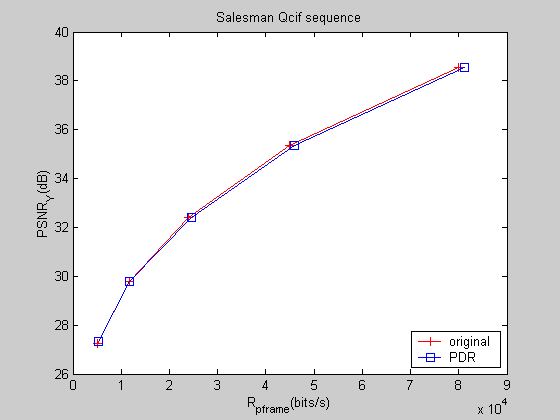 Salesman Qcif sequence
40
38
36
34
32
30
28
26
PSNR_Y(dB)
original
PDR
0 1 2 3 4 5 6 7 8 9
R_pframe(bits/s)
x 10^4